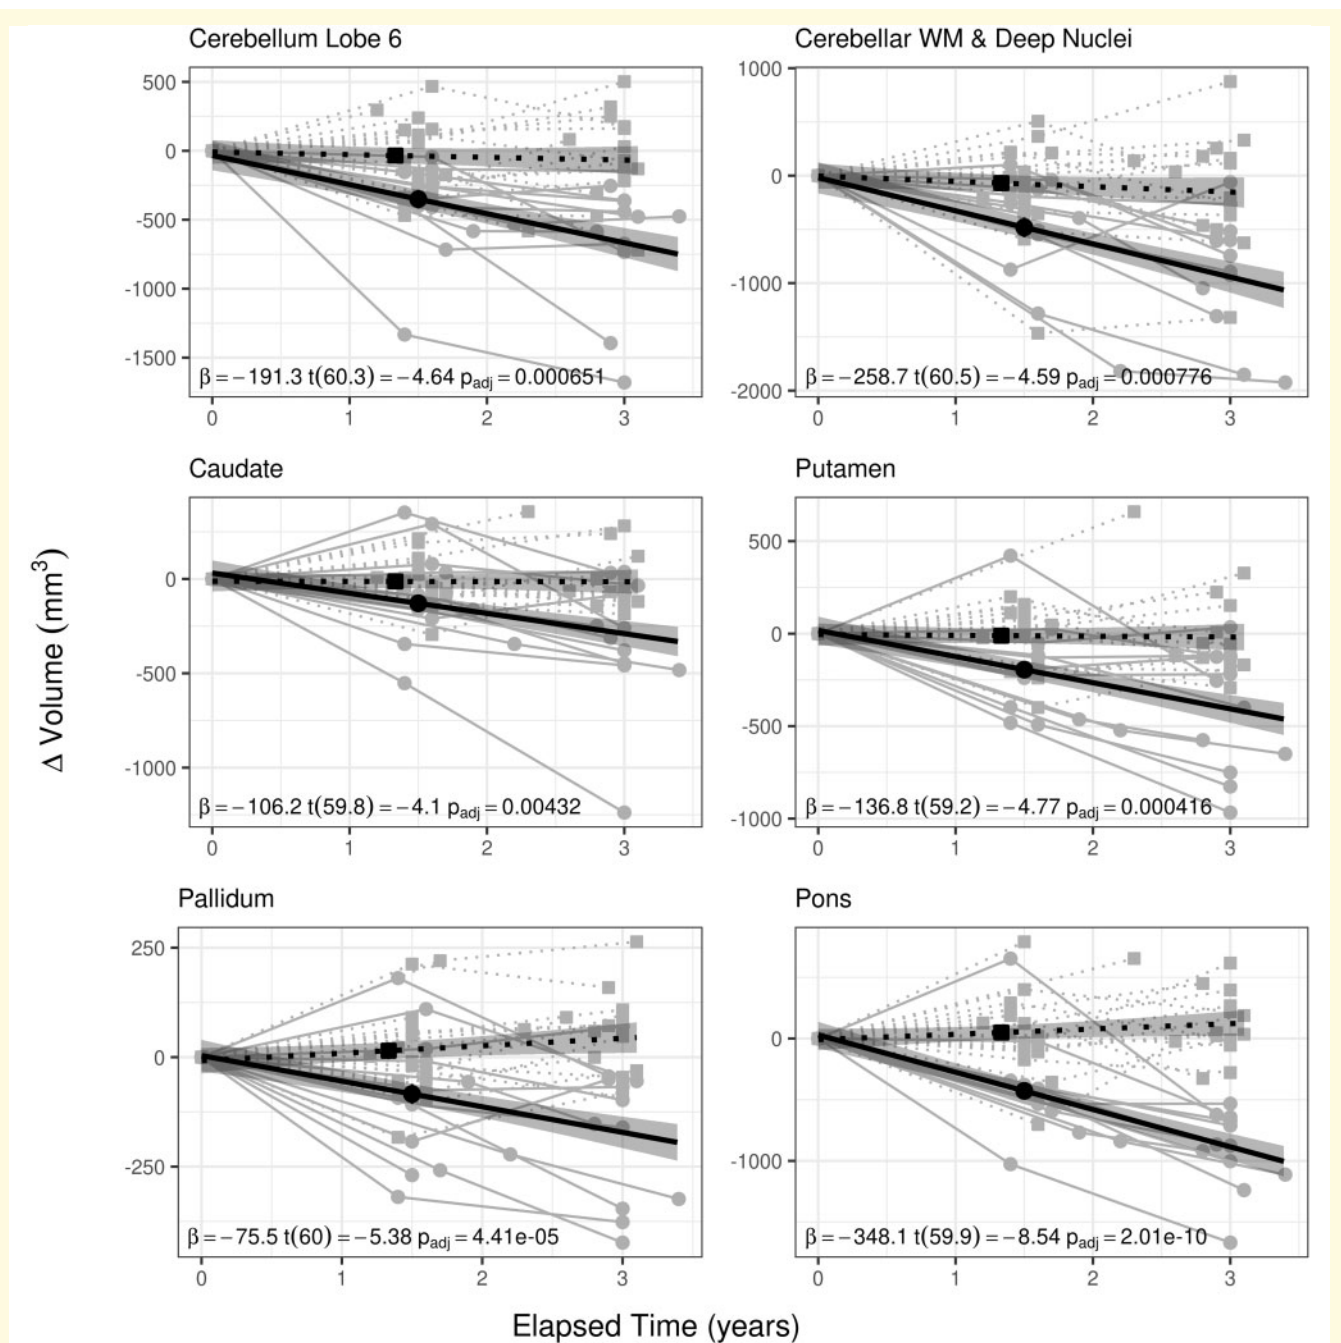 Cerebellum Lobe 6
Cerebellar WM & Deep Nuclei
500
0
-500
-1000
-1500
β = −191.3 t(60.3) = −4.64 padj = 0.000651
0 1 2 3
1000
0
-1000
-2000
β = −258.7 t(60.5) = −4.59 padj = 0.000776
0 1 2 3
Caudate
Putamen
0
-500
-1000
β = −106.2 t(59.8) = −4.1 padj = 0.00432
0 1 2 3
500
0
-500
-1000
β = −136.8 t(59.2) = −4.77 padj = 0.000416
0 1 2 3
Δ Volume (mm³)
Pallidum
Pons
250
0
-250
β = −75.5 t(60) = −5.38 padj = 4.41e-05
0 1 2 3
0
-1000
β = −348.1 t(59.9) = −8.54 padj = 2.01e-10
0 1 2 3
Elapsed Time (years)